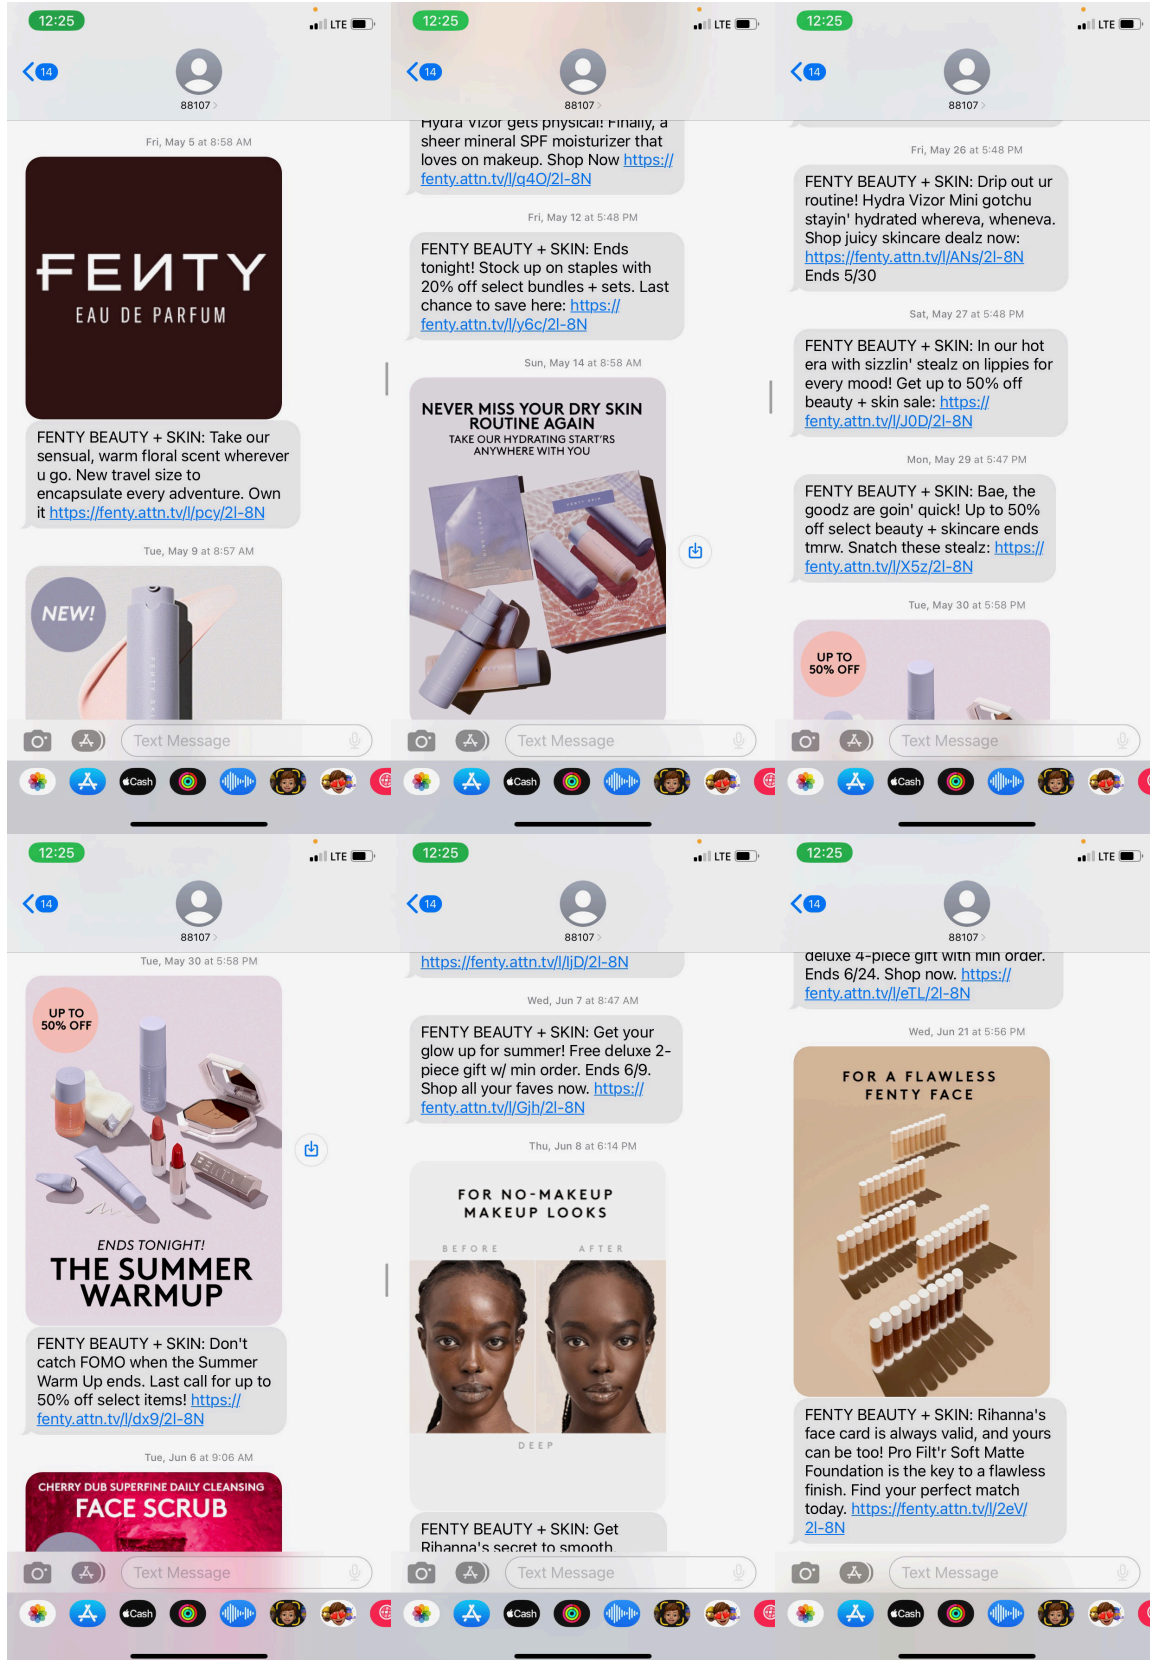 12:25
LTE
14
88107
Fri, May 5 at 8:58 AM
FENTY
EAU DE PARFUM
FENTY BEAUTY + SKIN: Take our
sensual, warm floral scent wherever
u go. New travel size to
encapsulate every adventure. Own
it https://fenty.attn.tv/l/pcy/2l-8N
Tue, May 9 at 8:57 AM
NEW!
FENTY SKIN
Text Message
Cash
12:25
LTE
14
88107
Hydra Vizor gets physical! Finally, a
sheer mineral SPF moisturizer that
loves on makeup. Shop Now https://
fenty.attn.tv/l/q4O/2l-8N
Fri, May 12 at 5:48 PM
FENTY BEAUTY + SKIN: Ends
tonight! Stock up on staples with
20% off select bundles + sets. Last
chance to save here: https://
fenty.attn.tv/l/y6c/2l-8N
Sun, May 14 at 8:58 AM
NEVER MISS YOUR DRY SKIN
ROUTINE AGAIN
TAKE OUR HYDRATING START'RS
ANYWHERE WITH YOU
FENTY SKIN
Text Message
Cash
12:25
LTE
14
88107
Fri, May 26 at 5:48 PM
FENTY BEAUTY + SKIN: Drip out ur
routine! Hydra Vizor Mini gotchu
stayin' hydrated whereva, wheneva.
Shop juicy skincare dealz now:
https://fenty.attn.tv/l/ANs/2l-8N
Ends 5/30
Sat, May 27 at 5:48 PM
FENTY BEAUTY + SKIN: In our hot
era with sizzlin' stealz on lippies for
every mood! Get up to 50% off
beauty + skin sale: https://
fenty.attn.tv/l/J0D/2l-8N
Mon, May 29 at 5:47 PM
FENTY BEAUTY + SKIN: Bae, the
goodz are goin' quick! Up to 50%
off select beauty + skincare ends
tmrw. Snatch these stealz: https://
fenty.attn.tv/l/X5z/2l-8N
Tue, May 30 at 5:58 PM
UP TO
50% OFF
Text Message
Cash
12:25
LTE
14
88107
Tue, May 30 at 5:58 PM
UP TO
50% OFF
ENDS TONIGHT!
THE SUMMER
WARMUP
FENTY BEAUTY + SKIN: Don't
catch FOMO when the Summer
Warm Up ends. Last call for up to
50% off select items! https://
fenty.attn.tv/l/dx9/2l-8N
Tue, Jun 6 at 9:06 AM
CHERRY DUB SUPERFINE DAILY CLEANSING
FACE SCRUB
Text Message
Cash
12:25
LTE
14
88107
https://fenty.attn.tv/l/ljD/2l-8N
Wed, Jun 7 at 8:47 AM
FENTY BEAUTY + SKIN: Get your
glow up for summer! Free deluxe 2-
piece gift w/ min order. Ends 6/9.
Shop all your faves now. https://
fenty.attn.tv/l/Gjh/2l-8N
Thu, Jun 8 at 6:14 PM
FOR NO-MAKEUP
MAKEUP LOOKS
BEFORE AFTER
DEEP
FENTY BEAUTY + SKIN: Get
Rihanna's secret to smooth,
Text Message
Cash
12:25
LTE
14
88107
deluxe 4-piece gift with min order.
Ends 6/24. Shop now. https://
fenty.attn.tv/l/eTL/2l-8N
Wed, Jun 21 at 5:56 PM
FOR A FLAWLESS
FENTY FACE
FENTY BEAUTY + SKIN: Rihanna's
face card is always valid, and yours
can be too! Pro Filt'r Soft Matte
Foundation is the key to a flawless
finish. Find your perfect match
today. https://fenty.attn.tv/l/2eV/
2l-8N
Text Message
Cash